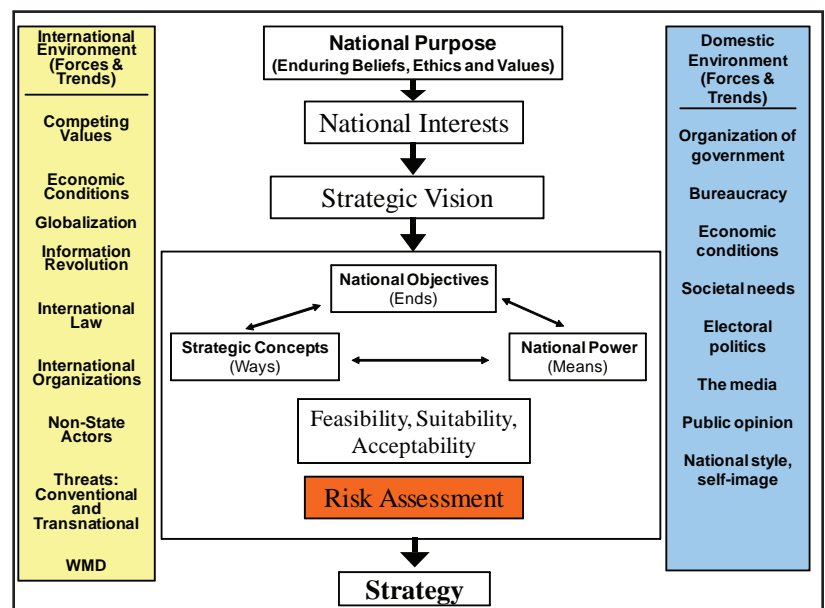 International
Environment
(Forces &
Trends)
Competing
Values
Economic
Conditions
Globalization
Information
Revolution
International
Law
International
Organizations
Non-State
Actors
Threats:
Conventional
and
Transnational
WMD
National Purpose
(Enduring Beliefs, Ethics and Values)
National Interests
Strategic Vision
National Objectives
(Ends)
Strategic Concepts
(Ways)
National Power
(Means)
Feasibility, Suitability,
Acceptability
Risk Assessment
Strategy
Domestic
Environment
(Forces &
Trends)
Organization of
government
Bureaucracy
Economic
conditions
Societal needs
Electoral
politics
The media
Public opinion
National style,
self-image